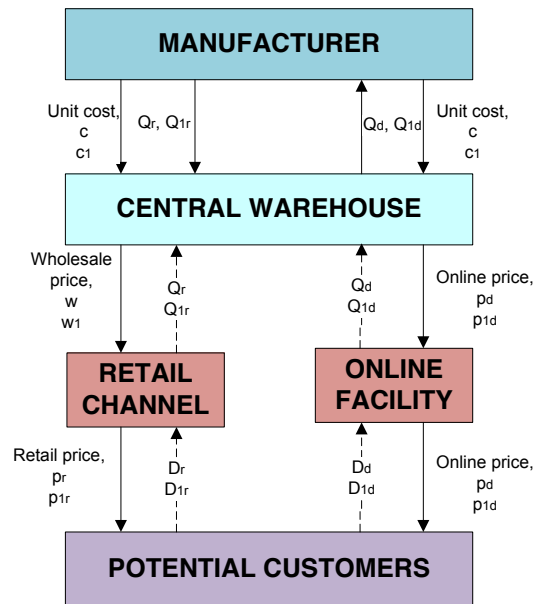 MANUFACTURER
Unit cost,
c
c1
Qr, Q1r
Qd, Q1d
Unit cost,
c
c1
CENTRAL WAREHOUSE
Wholesale
price,
w
w1
Qr
Q1r
Qd
Q1d
Online price,
pd
p1d
RETAIL
CHANNEL
ONLINE
FACILITY
Retail price,
pr
p1r
Dr
D1r
Dd
D1d
Online price,
pd
p1d
POTENTIAL CUSTOMERS